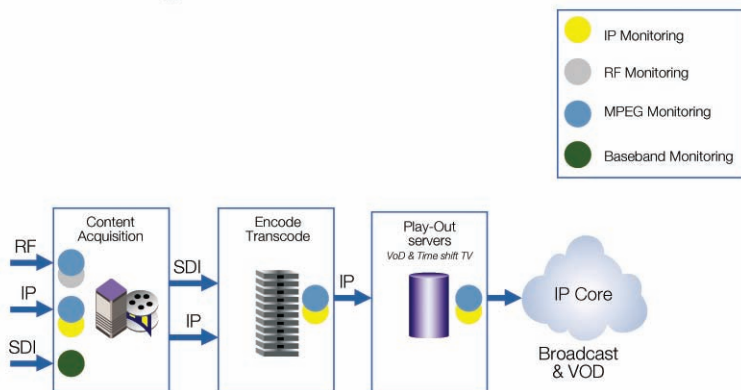 IP Monitoring
RF Monitoring
MPEG Monitoring
Baseband Monitoring
Content
Acquisition
RF
IP
SDI
SDI
IP
Encode
Transcode
IP
Play-Out
servers
VoD & Time shift TV
IP Core
Broadcast
& VOD